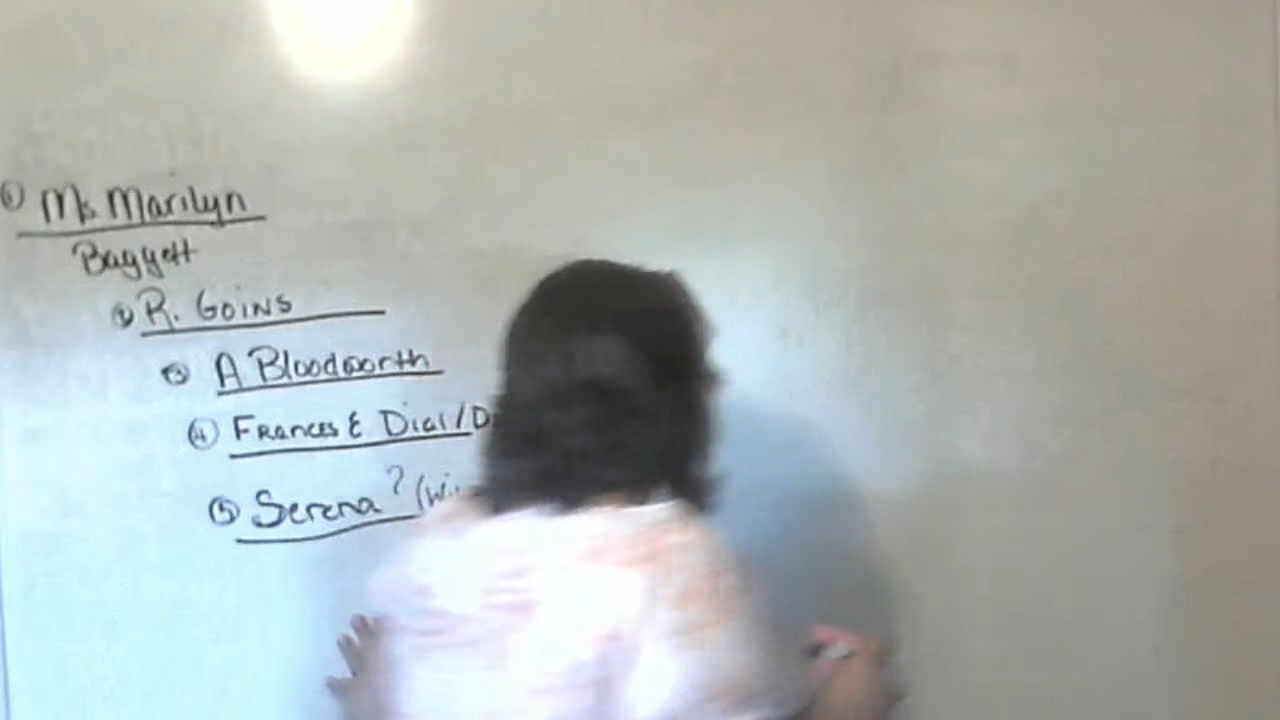 ① Ms. Marilyn
Baggett
② R. Goins
③ A Bloodworth
④ Frances & Dial/D
⑤ Serena?